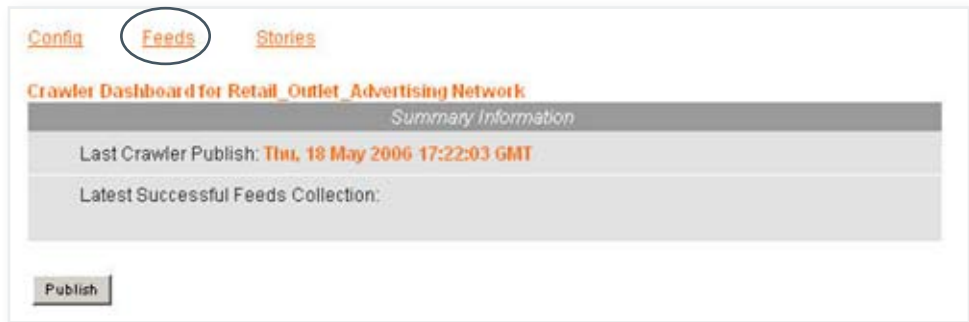 Config Feeds Stories
Crawler Dashboard for Retail_Outlet_Advertising Network
Summary Information
Last Crawler Publish: Thu, 18 May 2006 17:22:03 GMT
Latest Successful Feeds Collection:
Publish